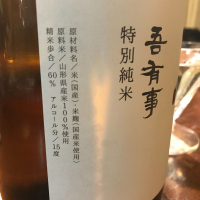 吾有事
特別純米
原材料名／米(国産)・米麹(国産米使用)
原料米／山形県産米100％使用
精米歩合／60％　アルコール分／15度